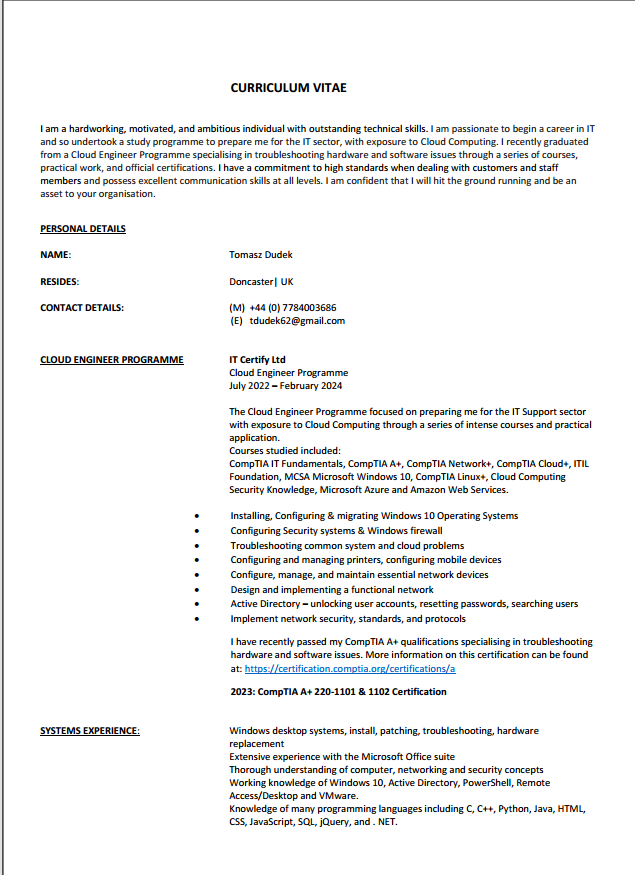 CURRICULUM VITAE
I am a hardworking, motivated, and ambitious individual with outstanding technical skills. I am passionate to begin a career in IT
and so undertook a study programme to prepare me for the IT sector, with exposure to Cloud Computing. I recently graduated
from a Cloud Engineer Programme specialising in troubleshooting hardware and software issues through a series of courses,
practical work, and official certifications. I have a commitment to high standards when dealing with customers and staff
members and possess excellent communication skills at all levels. I am confident that I will hit the ground running and be an
asset to your organisation.
PERSONAL DETAILS
NAME: Tomasz Dudek
RESIDES: Doncaster| UK
CONTACT DETAILS: (M) +44 (0) 7784003686
(E) tdudek62@gmail.com
CLOUD ENGINEER PROGRAMME IT Certify Ltd
Cloud Engineer Programme
July 2022 – February 2024
The Cloud Engineer Programme focused on preparing me for the IT Support sector
with exposure to Cloud Computing through a series of intense courses and practical
application.
Courses studied included:
CompTIA IT Fundamentals, CompTIA A+, CompTIA Network+, CompTIA Cloud+, ITIL
Foundation, MCSA Microsoft Windows 10, CompTIA Linux+, Cloud Computing
Security Knowledge, Microsoft Azure and Amazon Web Services.
• Installing, Configuring & migrating Windows 10 Operating Systems
• Configuring Security systems & Windows firewall
• Troubleshooting common system and cloud problems
• Configuring and managing printers, configuring mobile devices
• Configure, manage, and maintain essential network devices
• Design and implementing a functional network
• Active Directory – unlocking user accounts, resetting passwords, searching users
• Implement network security, standards, and protocols
I have recently passed my CompTIA A+ qualifications specialising in troubleshooting
hardware and software issues. More information on this certification can be found
at: https://certification.comptia.org/certifications/a
2023: CompTIA A+ 220-1101 & 1102 Certification
SYSTEMS EXPERIENCE: Windows desktop systems, install, patching, troubleshooting, hardware
replacement
Extensive experience with the Microsoft Office suite
Thorough understanding of computer, networking and security concepts
Working knowledge of Windows 10, Active Directory, PowerShell, Remote
Access/Desktop and VMware.
Knowledge of many programming languages including C, C++, Python, Java, HTML,
CSS, JavaScript, SQL, jQuery, and . NET.